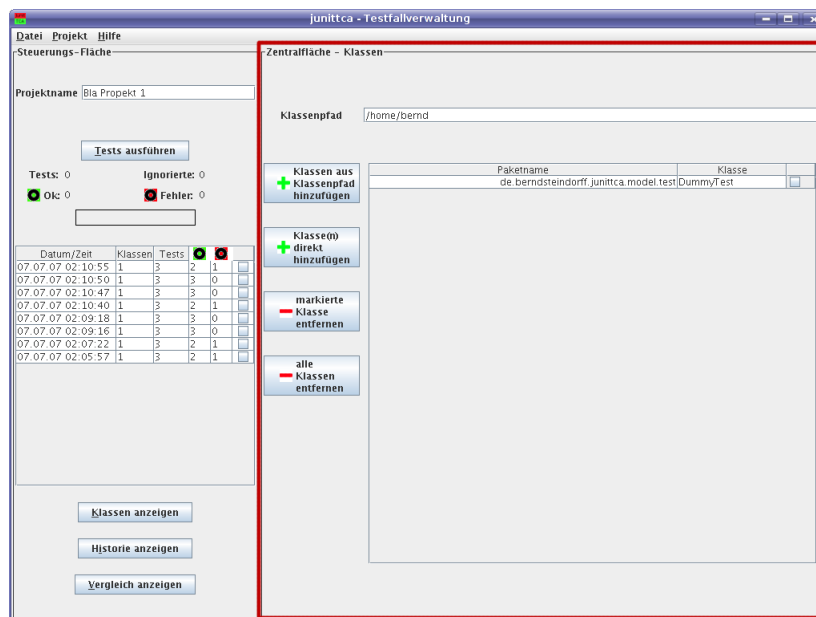 junittca - Testfallverwaltung
Datei Projekt Hilfe
Steuerungs-Fläche
Projektname Bla Propekt 1
Tests ausführen
Tests: 0 Ignorierte: 0
Ok: 0 Fehler: 0
Datum/Zeit Klassen Tests
07.07.07 02:10:55 1 3 2 1
07.07.07 02:10:50 1 3 3 0
07.07.07 02:10:47 1 3 3 0
07.07.07 02:10:40 1 3 2 1
07.07.07 02:09:18 1 3 3 0
07.07.07 02:09:16 1 3 3 0
07.07.07 02:07:22 1 3 2 1
07.07.07 02:05:57 1 3 2 1
Klassen anzeigen
Historie anzeigen
Vergleich anzeigen
Zentralfläche - Klassen
Klassenpfad /home/bernd
Klassen aus
Klassenpfad
hinzufügen
Klasse(n)
direkt
hinzufügen
markierte
Klasse
entfernen
alle
Klassen
entfernen
Paketname Klasse
de.berndsteindorff.junittca.model.test DummyTest